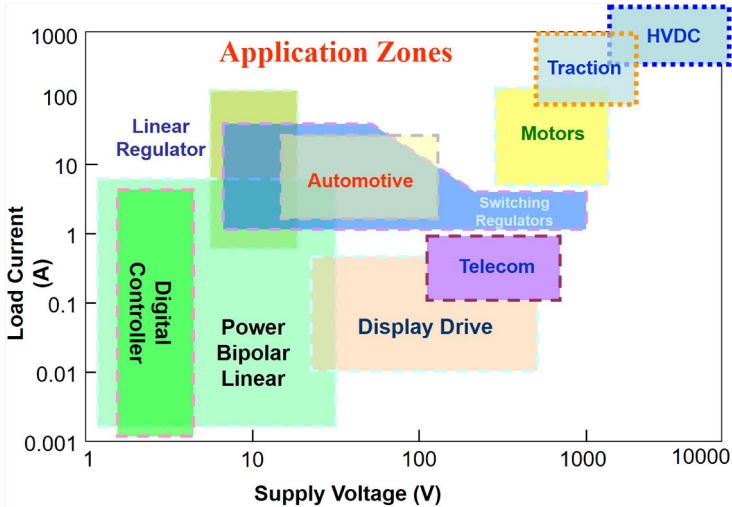 Application Zones
HVDC
Traction
Motors
Linear
Regulator
Automotive
Switching
Regulators
Telecom
Display Drive
Digital
Controller
Power
Bipolar
Linear
Load Current
(A)
1000
100
10
1
0.1
0.01
0.001
1
10
100
1000
10000
Supply Voltage (V)